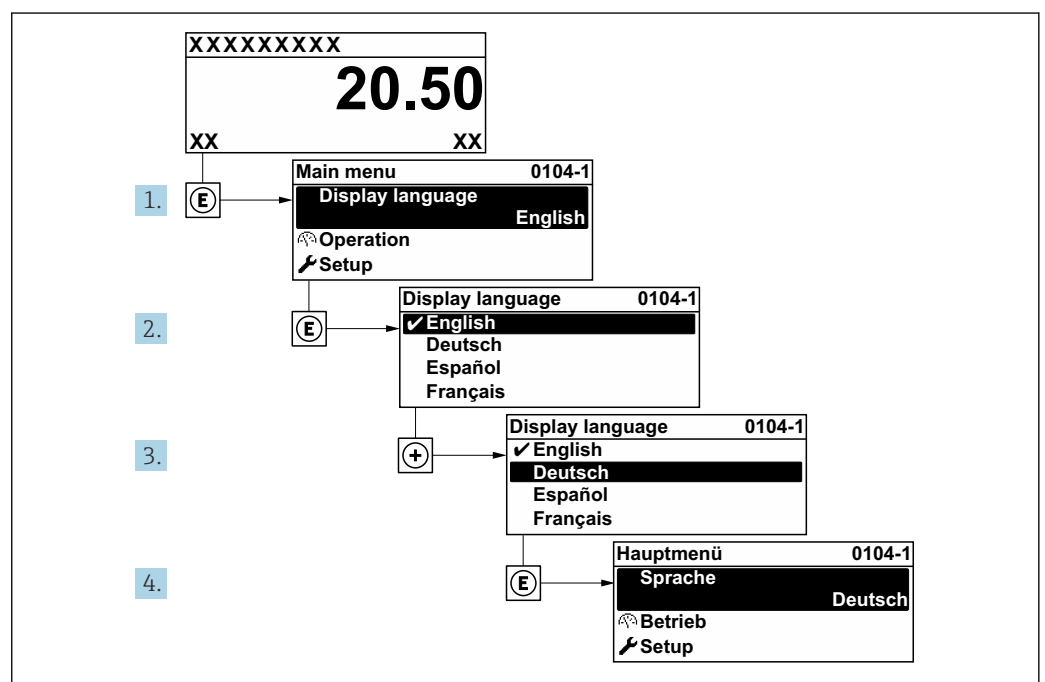 XXXXXXXXX
20.50
XX XX
1. E
Main menu 0104-1
Display language
English
Operation
Setup
2. E
Display language 0104-1
✔English
Deutsch
Español
Français
3. +
Display language 0104-1
✔English
Deutsch
Español
Français
4. E
Hauptmenü 0104-1
Sprache
Deutsch
Betrieb
Setup